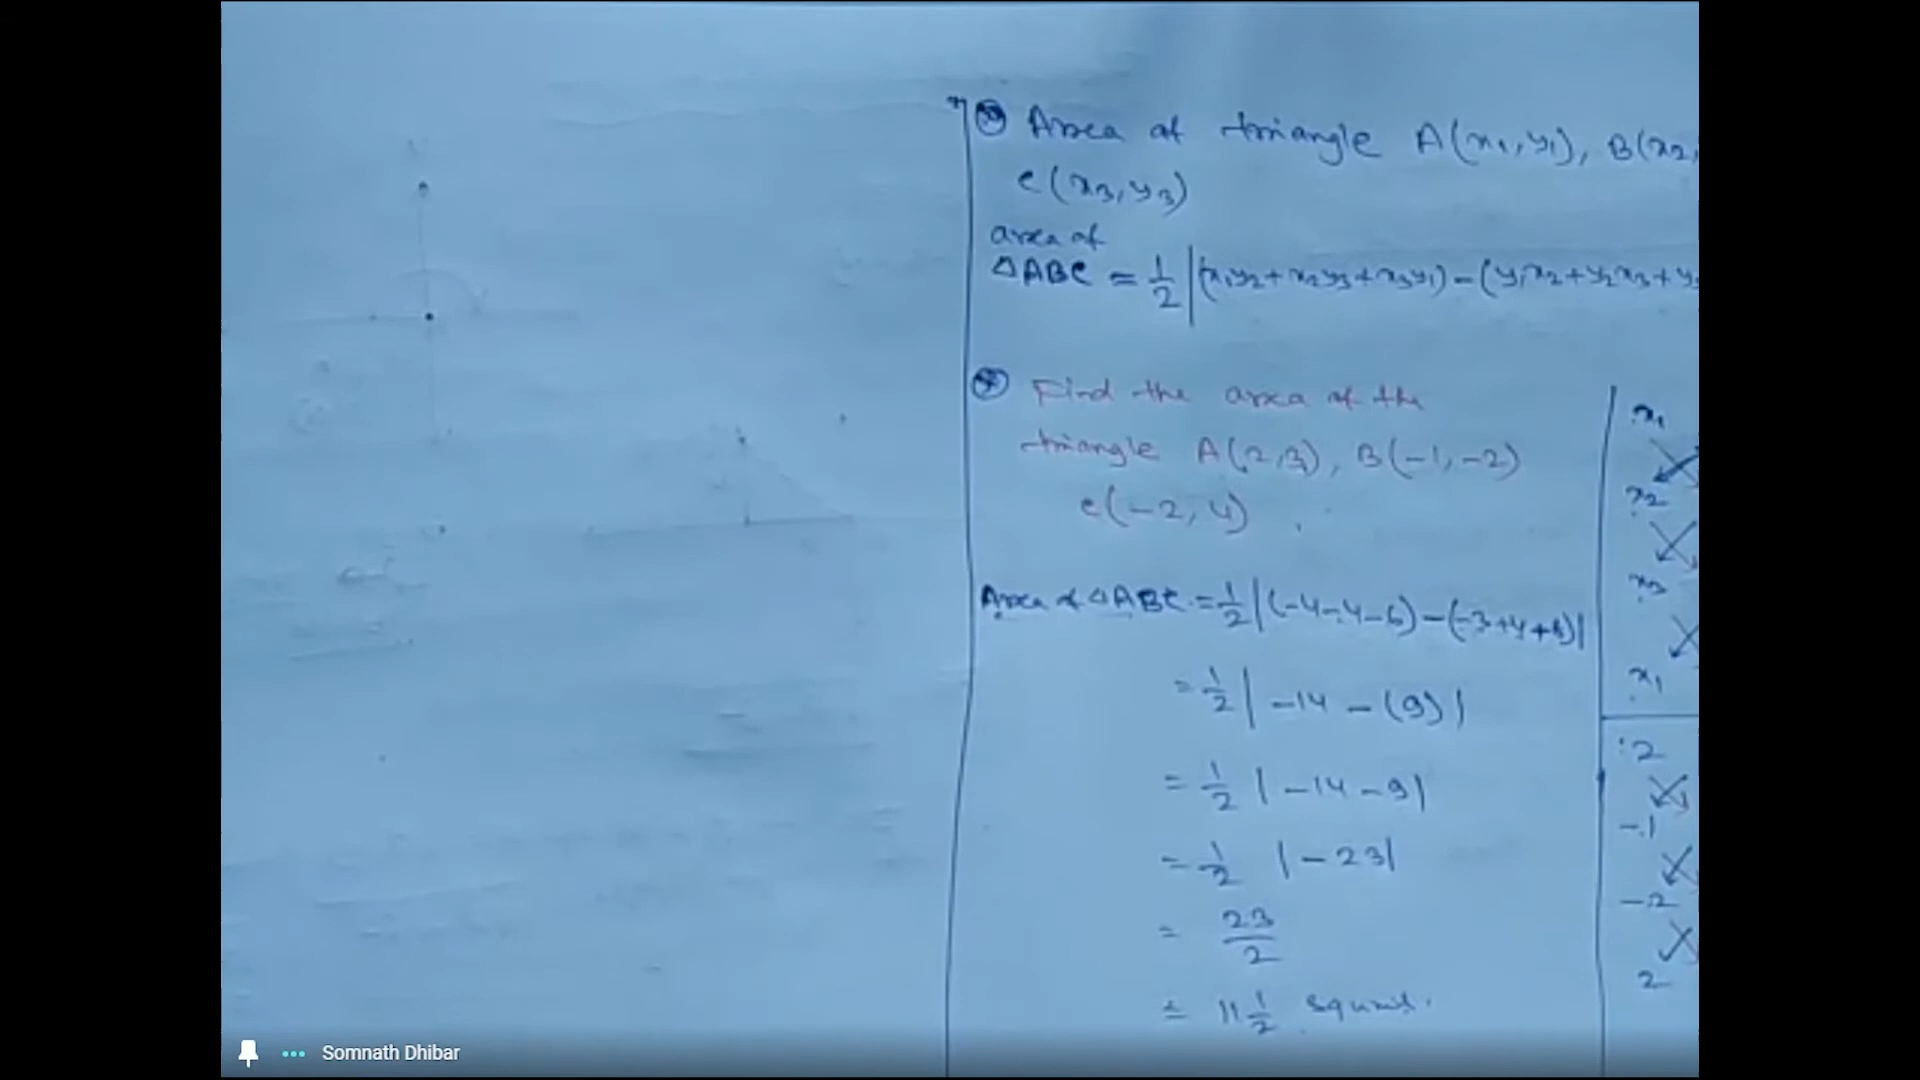 Area of triangle A(x₁,y₁), B(x₂,
C(x₃,y₃)
area of
△ABC = 1/2 |(x₁y₂+x₂y₃+x₃y₁)-(y₁x₂+y₂x₃+y₃
Find the area of the
triangle A(2,3), B(-1,-2)
C(-2,4).
Area of △ABC = 1/2 |(-4-4-6)-(-3+4+8)|
= 1/2 |-14-(9)|
= 1/2 |-14-9|
= 1/2 |-23|
= 23/2
= 11 1/2 squnit.
x₁
x₂
x₃
x₁
2
-1
-2
2
Somnath Dhibar